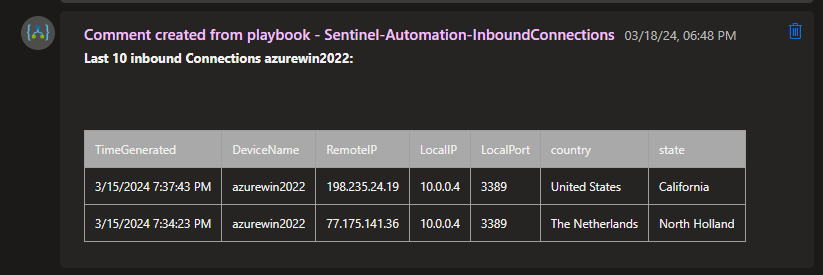 Comment created from playbook - Sentinel-Automation-InboundConnections 03/18/24, 06:48 PM
Last 10 inbound Connections azurewin2022:
TimeGenerated DeviceName RemoteIP LocalIP LocalPort country state
3/15/2024 7:37:43 PM azurewin2022 198.235.24.19 10.0.0.4 3389 United States California
3/15/2024 7:34:23 PM azurewin2022 77.175.141.36 10.0.0.4 3389 The Netherlands North Holland